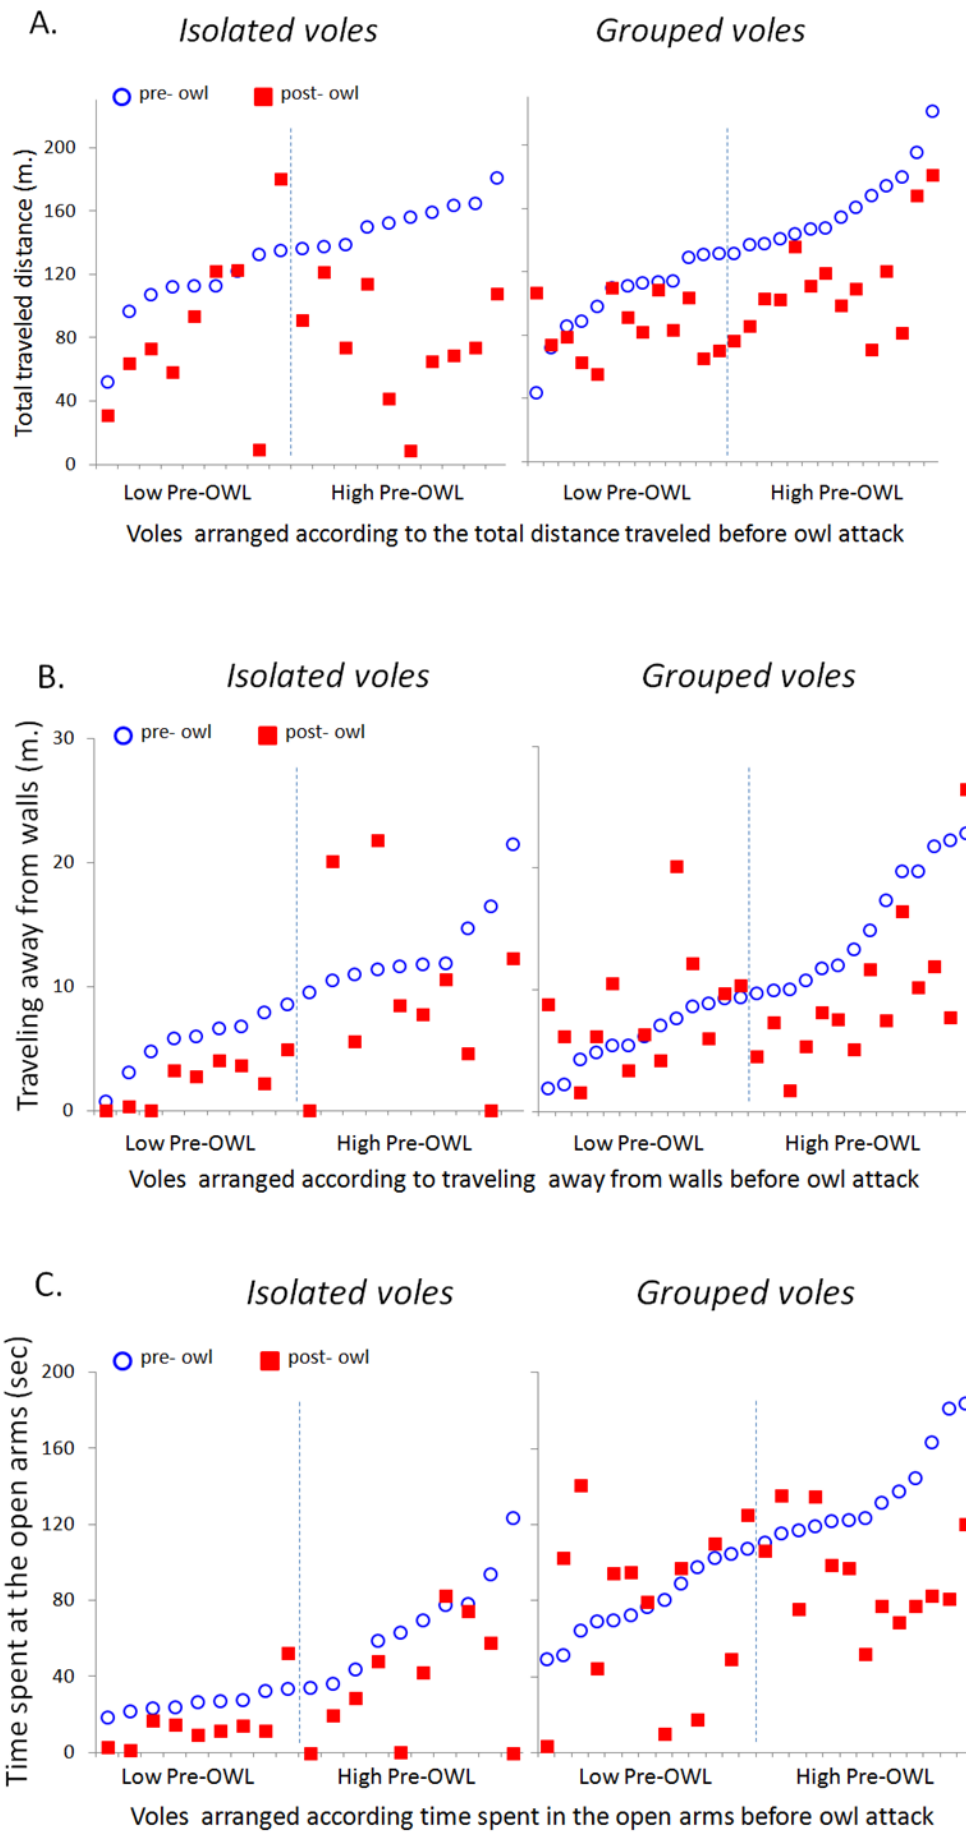 A.
Isolated voles
Grouped voles
pre- owl
post- owl
Total traveled distance (m.)
200
160
120
80
40
0
Low Pre-OWL
High Pre-OWL
Low Pre-OWL
High Pre-OWL
Voles arranged according to the total distance traveled before owl attack
B.
Isolated voles
Grouped voles
pre- owl
post- owl
Traveling away from walls (m.)
30
20
10
0
Low Pre-OWL
High Pre-OWL
Low Pre-OWL
High Pre-OWL
Voles arranged according to traveling away from walls before owl attack
C.
Isolated voles
Grouped voles
pre- owl
post- owl
Time spent at the open arms (sec)
200
160
120
80
40
0
Low Pre-OWL
High Pre-OWL
Low Pre-OWL
High Pre-OWL
Voles arranged according time spent in the open arms before owl attack